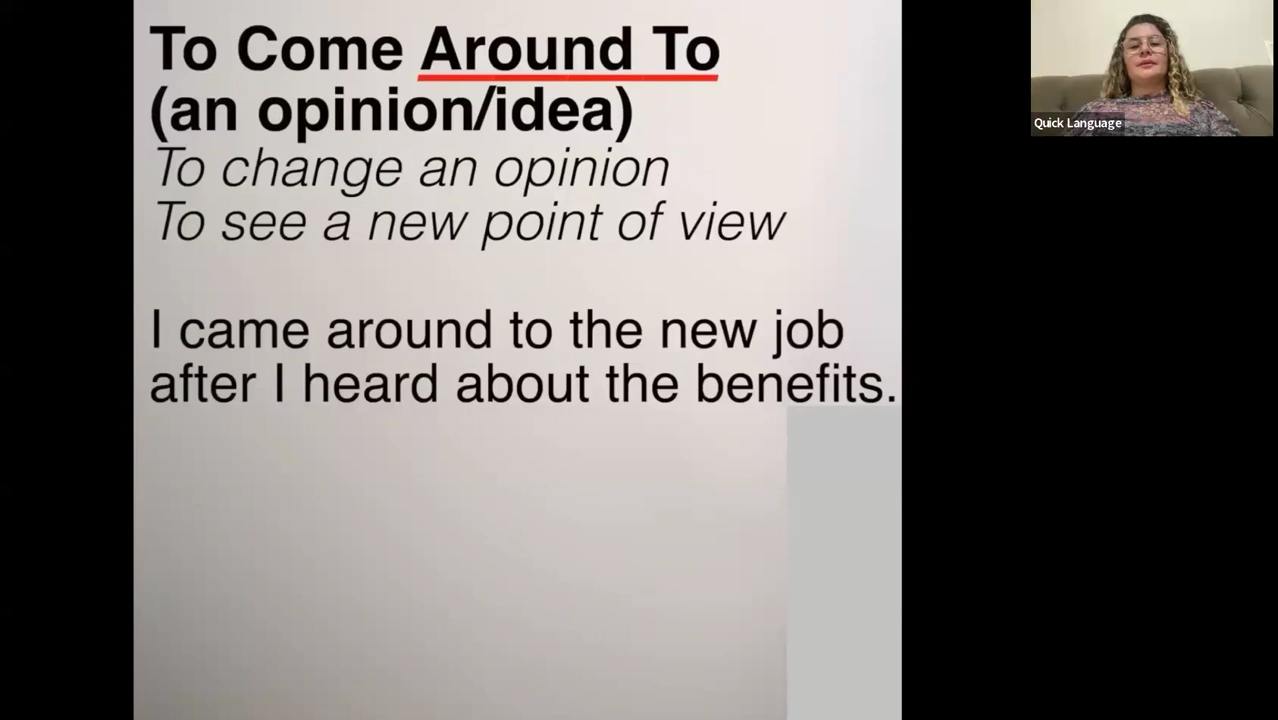 To Come Around To
(an opinion/idea)
To change an opinion
To see a new point of view
I came around to the new job
after I heard about the benefits.
Quick Language